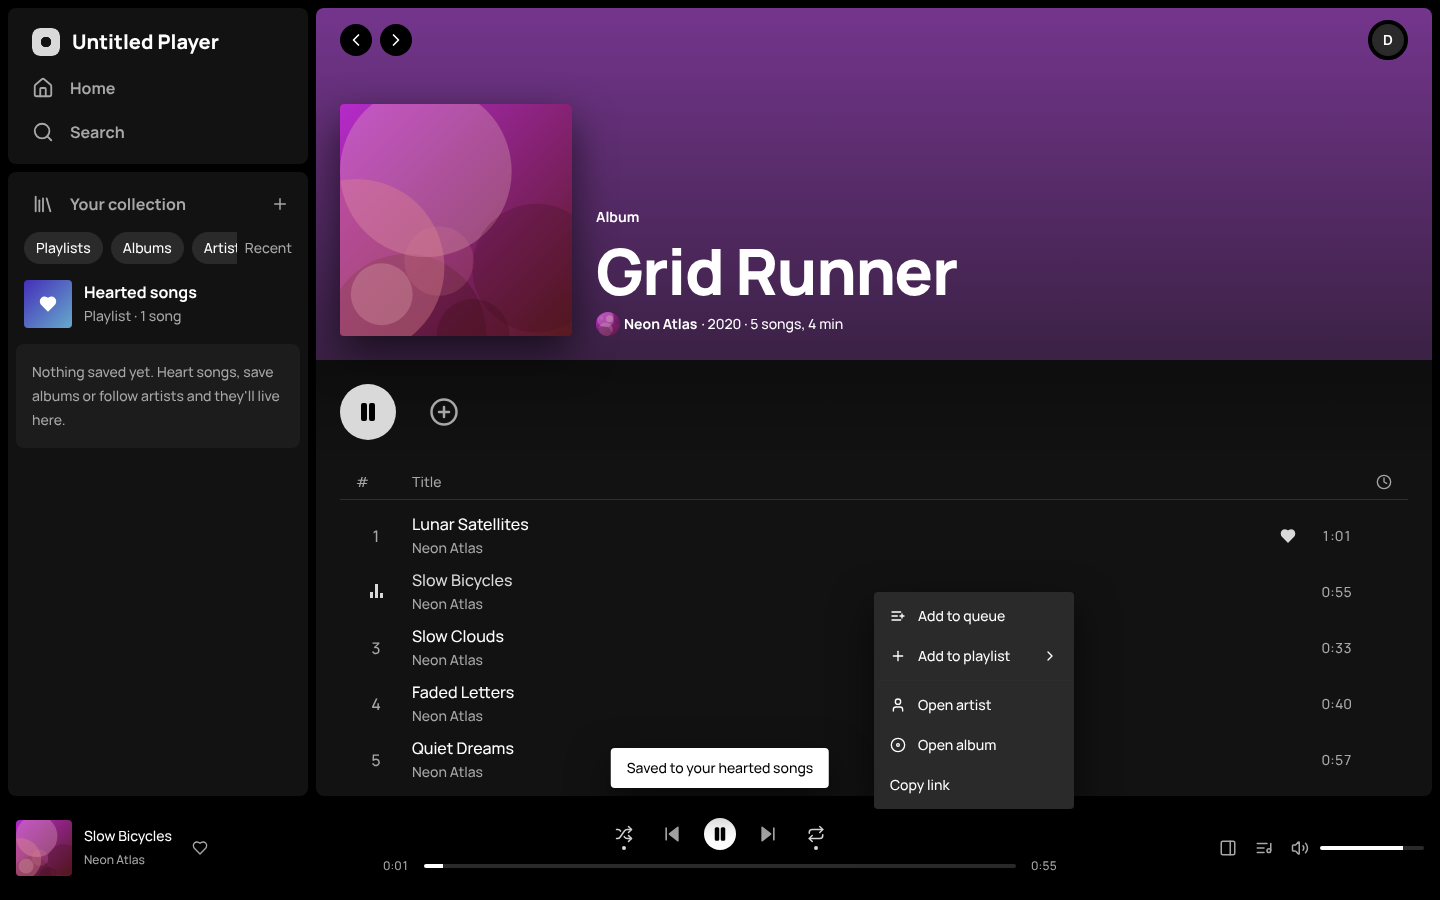 Untitled Player
Home
Search
Your collection
Playlists
Albums
Artist
Recent
Hearted songs
Playlist · 1 song
Nothing saved yet. Heart songs, save
albums or follow artists and they'll live
here.
D
Album
Grid Runner
Neon Atlas · 2020 · 5 songs, 4 min
# Title
1 Lunar Satellites 1:01
Neon Atlas
Slow Bicycles 0:55
Neon Atlas
3 Slow Clouds 0:33
Neon Atlas
4 Faded Letters 0:40
Neon Atlas
5 Quiet Dreams 0:57
Neon Atlas
Add to queue
Add to playlist
Open artist
Open album
Copy link
Saved to your hearted songs
Slow Bicycles
Neon Atlas
0:01
0:55